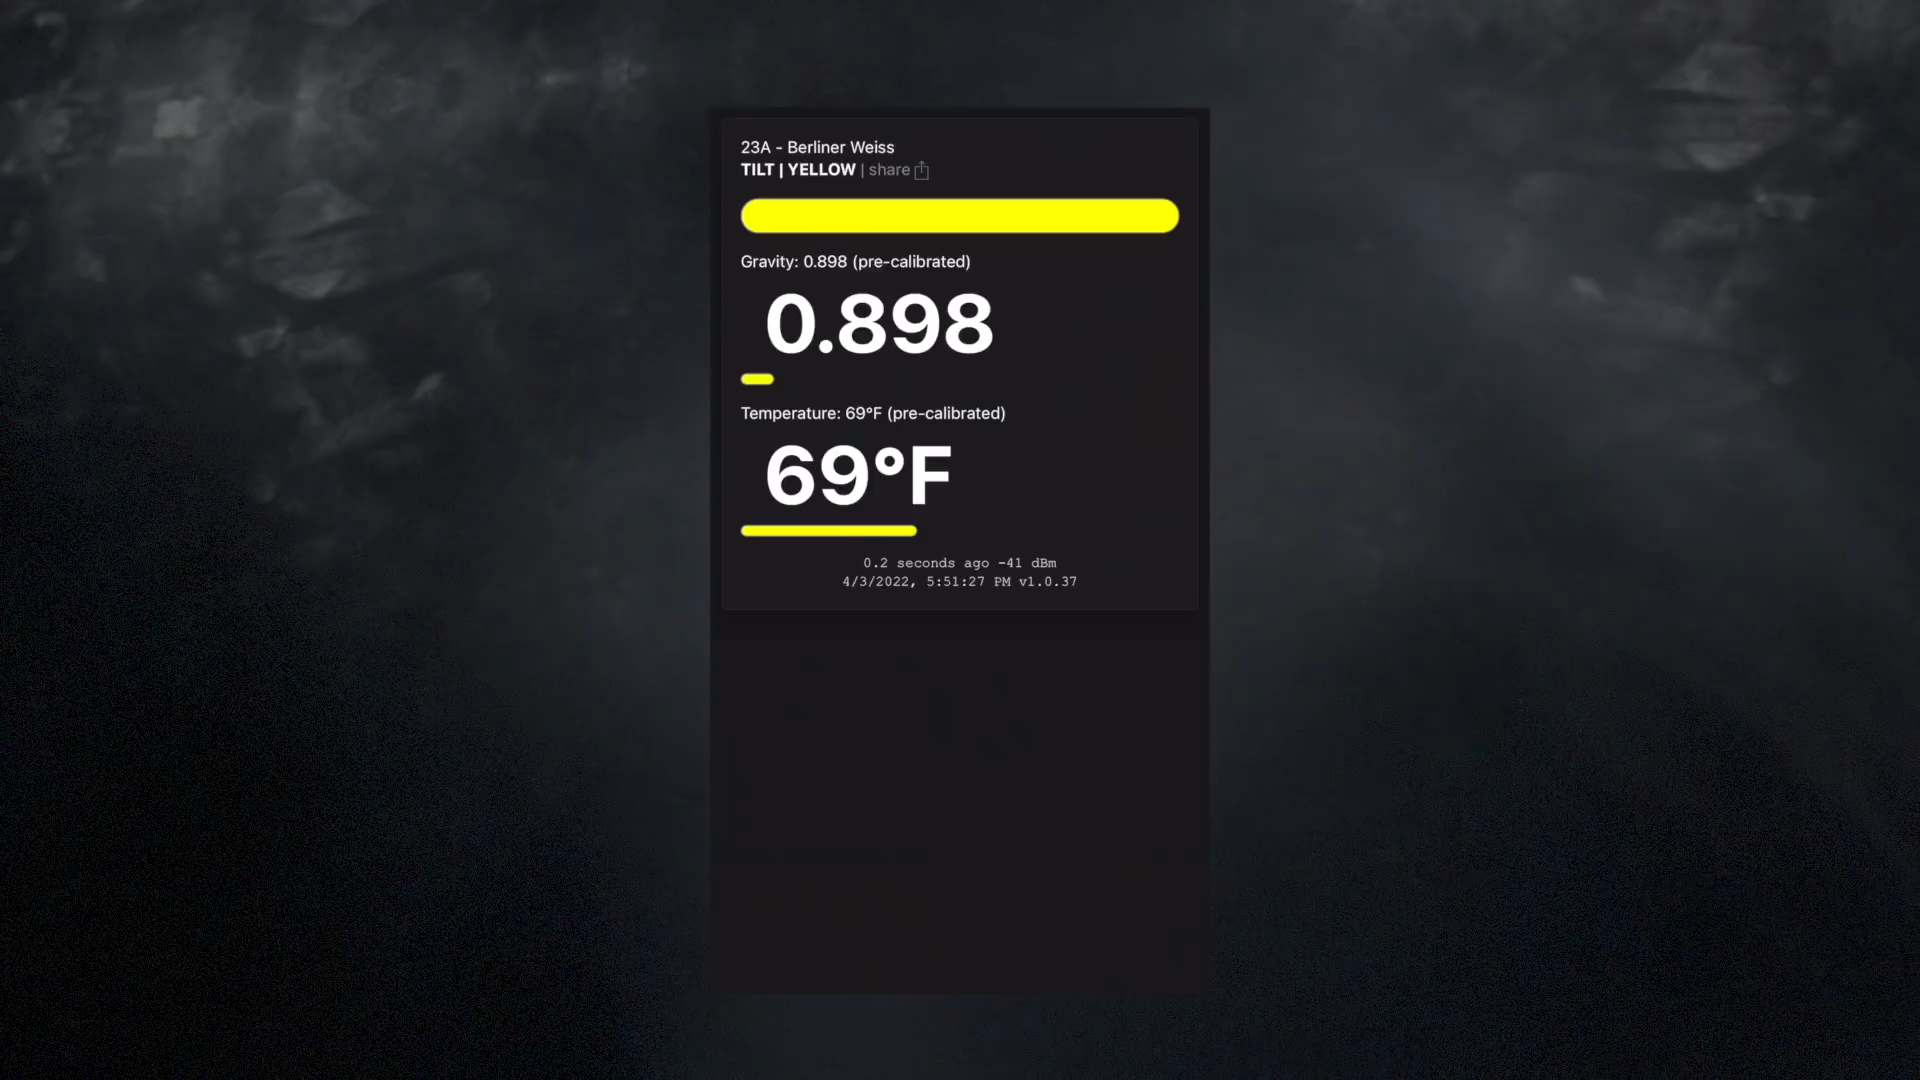 23A - Berliner Weiss
TILT | YELLOW | share
Gravity: 0.898 (pre-calibrated)
0.898
Temperature: 69°F (pre-calibrated)
69°F
0.2 seconds ago -41 dBm
4/3/2022, 5:51:27 PM v1.0.37